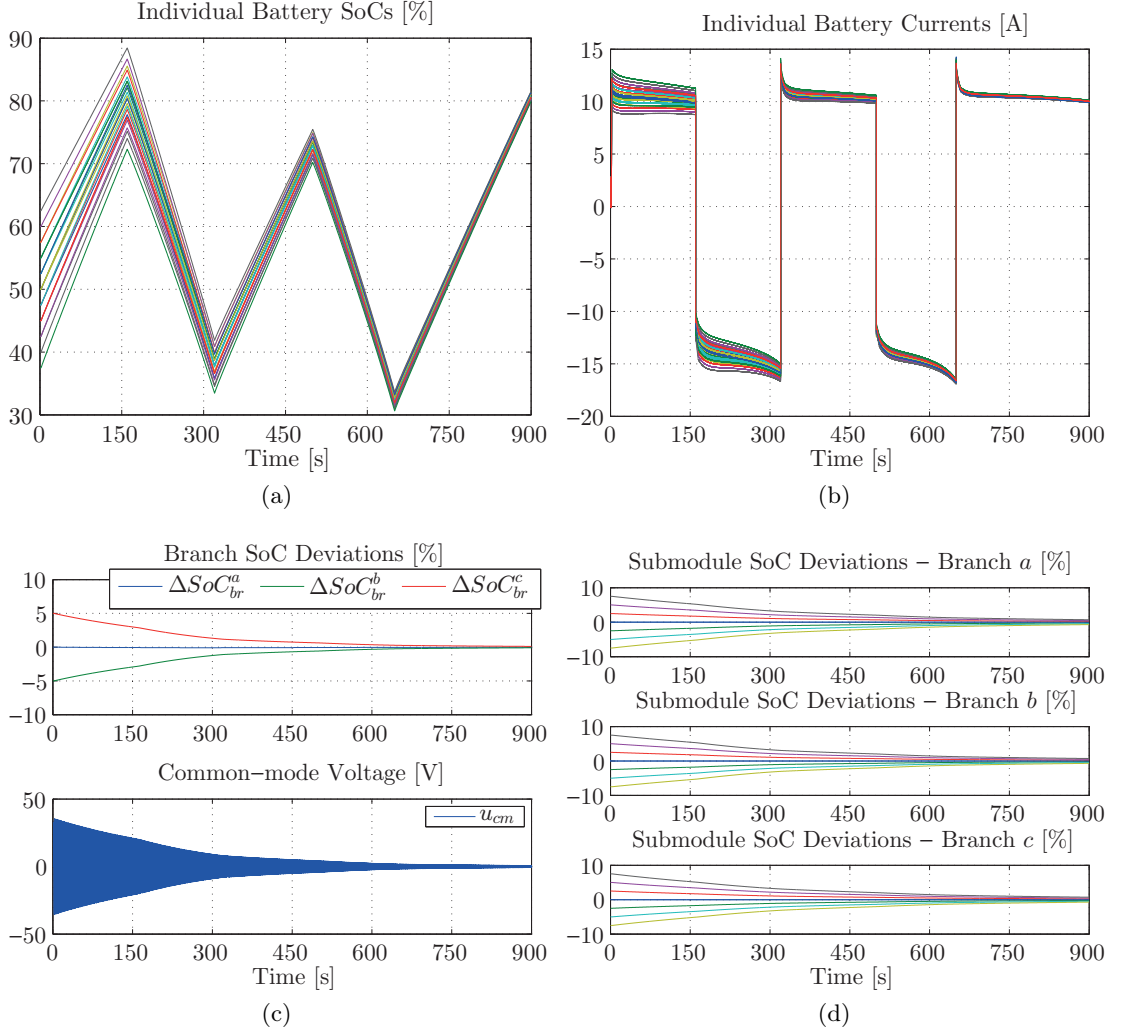 Individual Battery SoCs [%]
90
80
70
60
50
40
30
0 150 300 450 600 750 900
Time [s]
(a)
Individual Battery Currents [A]
15
10
5
0
−5
−10
−15
−20
0 150 300 450 600 750 900
Time [s]
(b)
Branch SoC Deviations [%]
10
5
0
−5
−10
ΔSoC^a_br ΔSoC^b_br ΔSoC^c_br
0 150 300 450 600 750 900
Common−mode Voltage [V]
50
0
−50
u_cm
0 150 300 450 600 750 900
Time [s]
(c)
Submodule SoC Deviations – Branch a [%]
10
0
−10
0 150 300 450 600 750 900
Submodule SoC Deviations – Branch b [%]
10
0
−10
0 150 300 450 600 750 900
Submodule SoC Deviations – Branch c [%]
10
0
−10
0 150 300 450 600 750 900
Time [s]
(d)